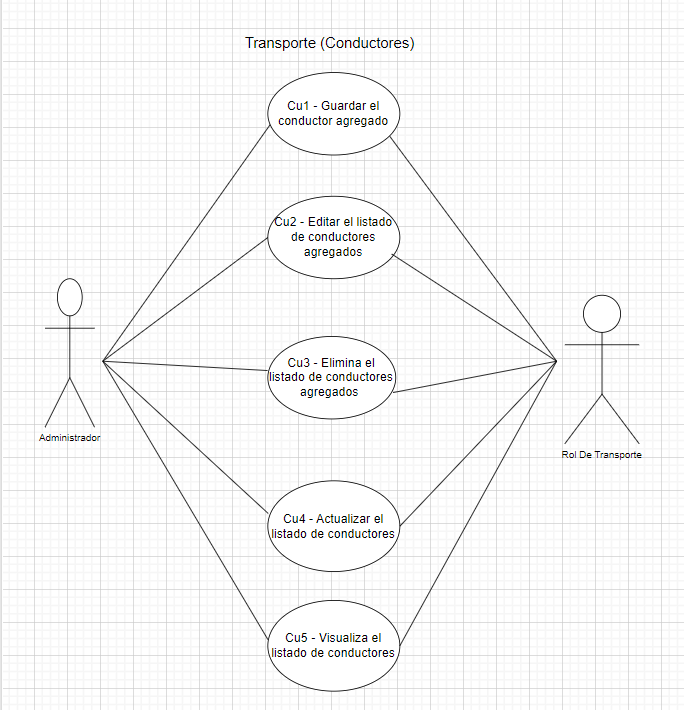 Transporte (Conductores)
Cu1 - Guardar el
conductor agregado
Cu2 - Editar el listado
de conductores
agregados
Cu3 - Elimina el
listado de conductores
agregados
Administrador
Rol De Transporte
Cu4 - Actualizar el
listado de conductores
Cu5 - Visualiza el
listado de conductores